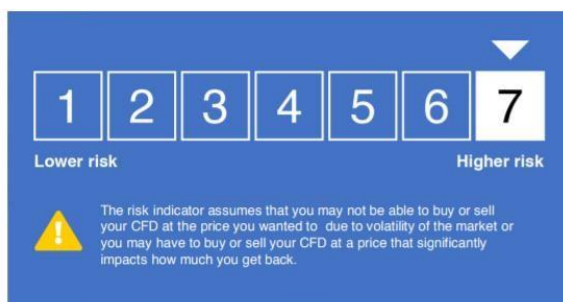 1 2 3 4 5 6 7
Lower risk Higher risk
The risk indicator assumes that you may not be able to buy or sell
your CFD at the price you wanted to due to volatility of the market or
you may have to buy or sell your CFD at a price that significantly
impacts how much you get back.